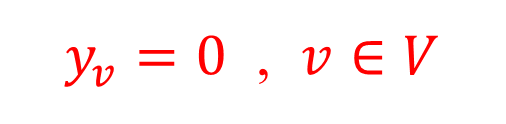 y_v = 0 , v ∈ V